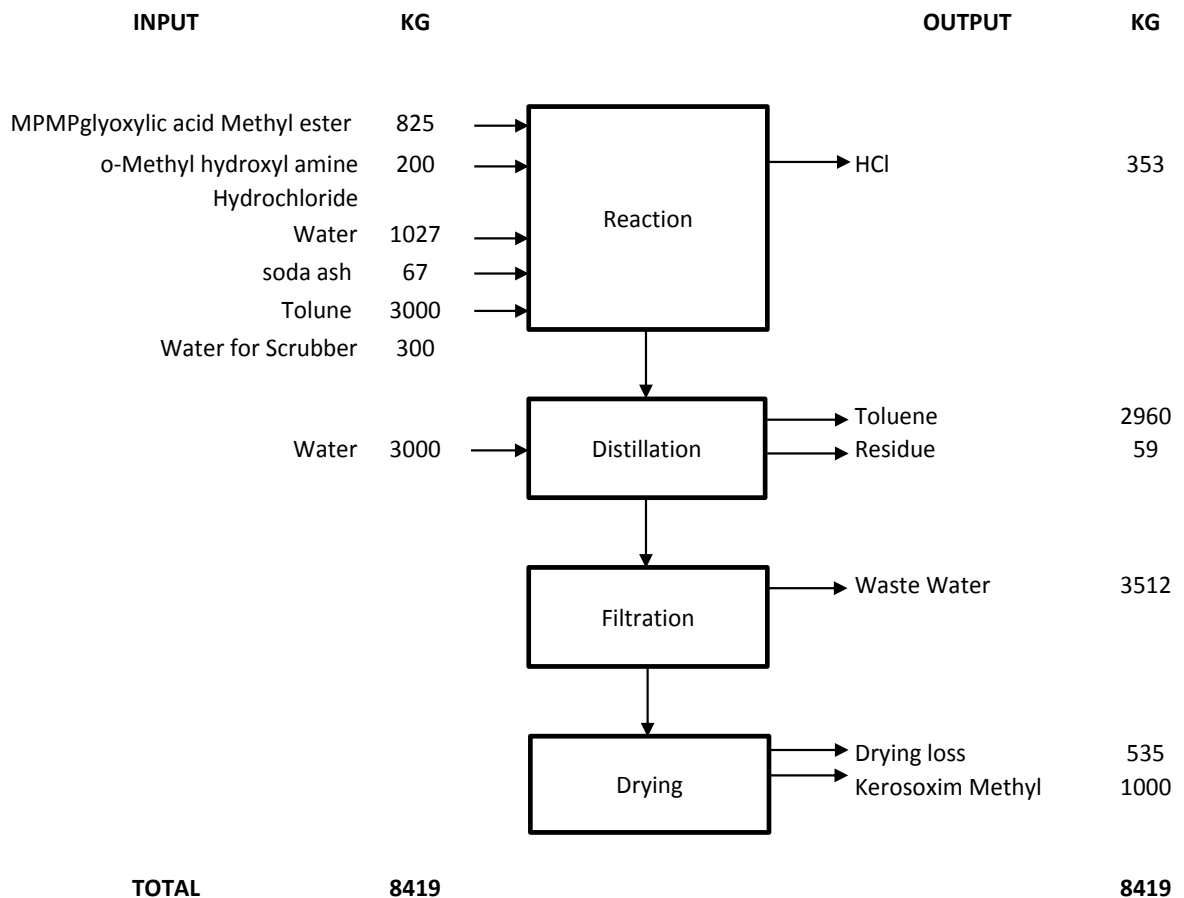 INPUT KG OUTPUT KG
MPMPglyoxylic acid Methyl ester 825
o-Methyl hydroxyl amine 200 HCl 353
Hydrochloride
Reaction
Water 1027
soda ash 67
Tolune 3000
Water for Scrubber 300
Toluene 2960
Water 3000 Distillation Residue 59
Waste Water 3512
Filtration
Drying loss 535
Drying Kerosoxim Methyl 1000
TOTAL 8419 8419